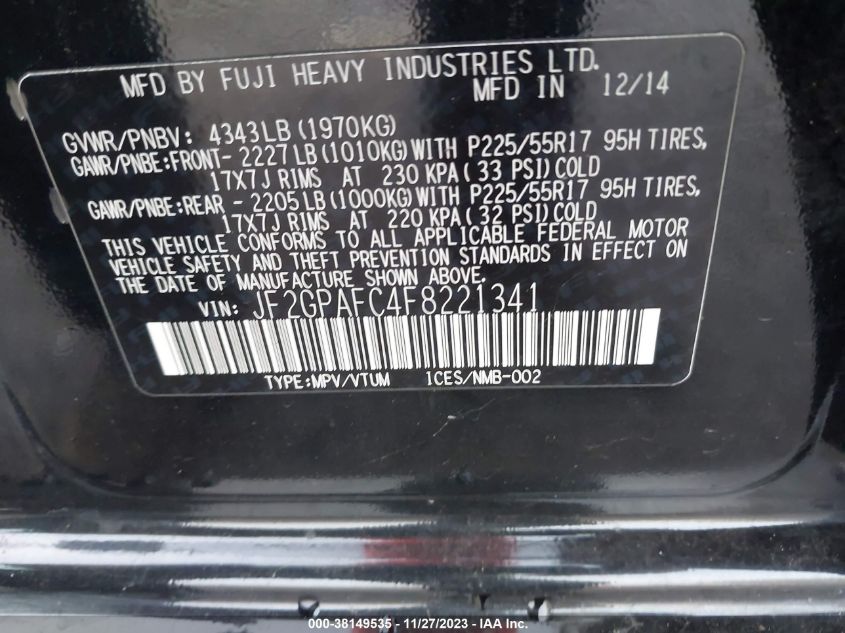 MFD BY FUJI HEAVY INDUSTRIES LTD.
MFD IN 12/14
GVWR/PNBV: 4343LB(1970KG)
GAWR/PNBE:FRONT- 2227LB(1010KG)WITH P225/55R17 95H TIRES,
17X7J RIMS AT 230 KPA( 33 PSI)COLD
GAWR/PNBE:REAR - 2205LB(1000KG)WITH P225/55R17 95H TIRES,
17X7J RIMS AT 220 KPA( 32 PSI)COLD
THIS VEHICLE CONFORMS TO ALL APPLICABLE FEDERAL MOTOR
VEHICLE SAFETY AND THEFT PREVENTION STANDARDS IN EFFECT ON
THE DATE OF MANUFACTURE SHOWN ABOVE.
VIN: JF2GPAFC4F8221341
TYPE:MPV/VTUM ICES/NMB-002
000-38149535 - 11/27/2023 - IAA Inc.